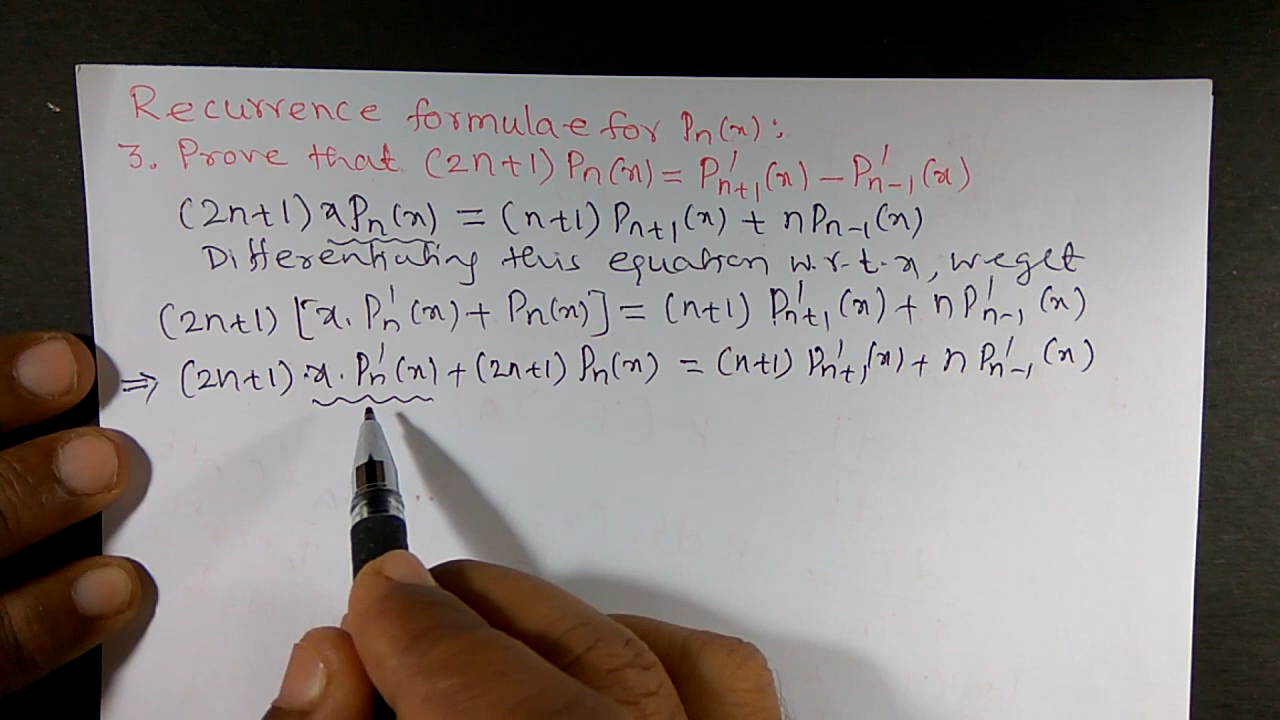 Recurrence formulae for Pn(x):
3. Prove that (2n+1) Pn(x) = P'n+1(x) - P'n-1(x)
(2n+1) x Pn(x) = (n+1) Pn+1(x) + n Pn-1(x)
Differentiating this equation w.r.t. x, we get
(2n+1) [x. Pn'(x) + Pn(x)] = (n+1) P'n+1(x) + n P'n-1(x)
⇒ (2n+1) . x . Pn'(x) + (2n+1) Pn(x) = (n+1) P'n+1(x) + n P'n-1(x)